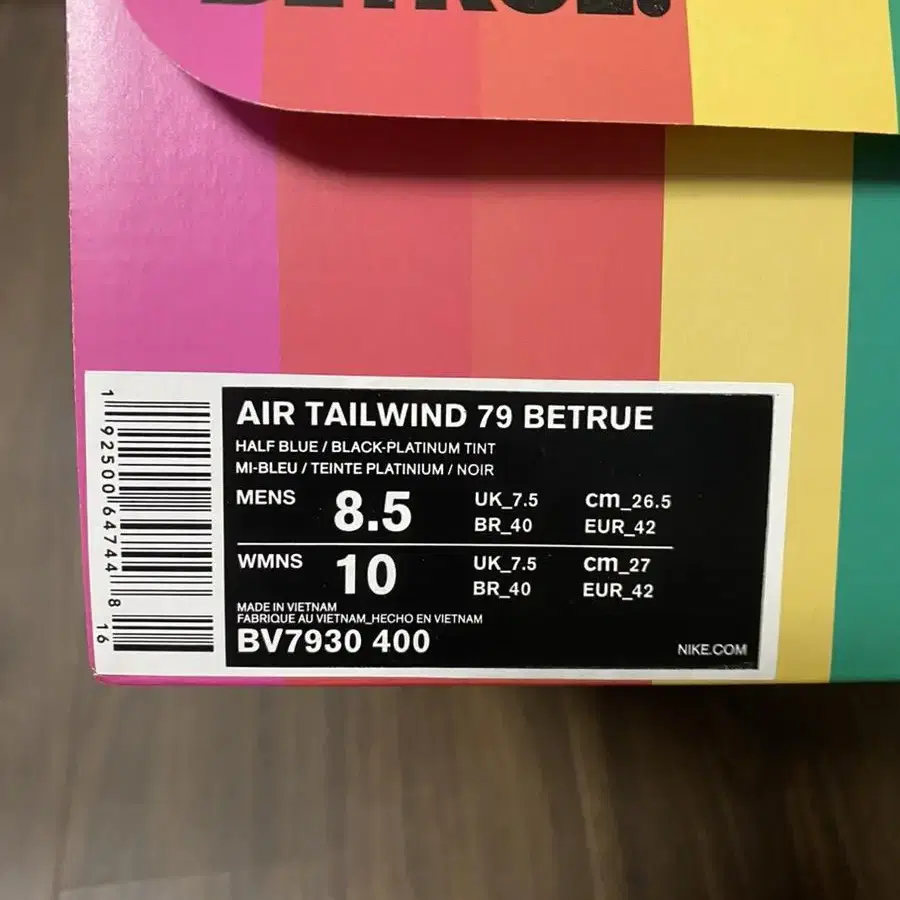 BETRUE.
AIR TAILWIND 79 BETRUE
HALF BLUE / BLACK-PLATINUM TINT
MI-BLEU / TEINTE PLATINIUM / NOIR
MENS 8.5 UK_7.5 cm_26.5
BR_40 EUR_42
WMNS 10 UK_7.5 cm_27
BR_40 EUR_42
MADE IN VIETNAM
FABRIQUE AU VIETNAM_HECHO EN VIETNAM
BV7930 400
NIKE.COM
1 92500 64744 8 16